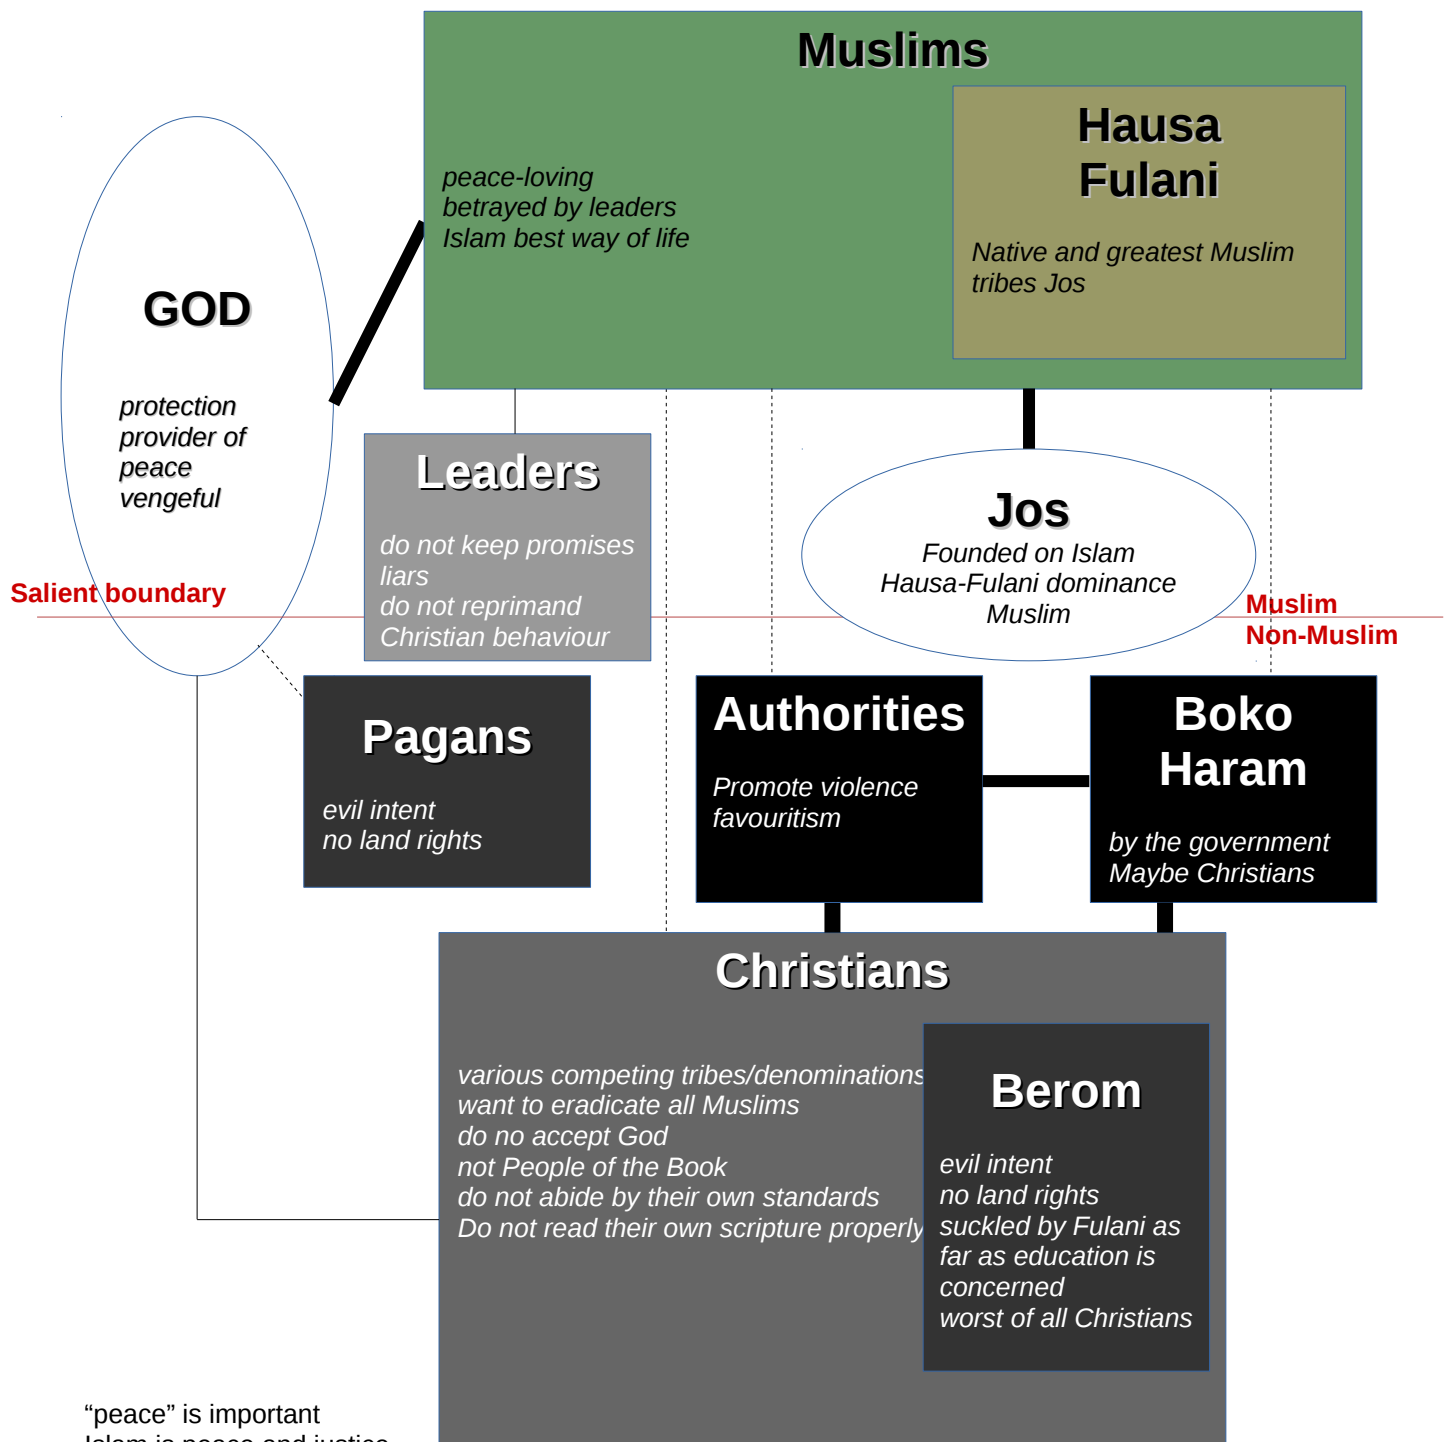 Muslims
Hausa
Fulani
peace-loving
betrayed by leaders
Islam best way of life
Native and greatest Muslim
tribes Jos
GOD
protection
provider of
peace
vengeful
Leaders
do not keep promises
liars
do not reprimand
Christian behaviour
Jos
Founded on Islam
Hausa-Fulani dominance
Muslim
Salient boundary
Muslim
Non-Muslim
Pagans
evil intent
no land rights
Authorities
Promote violence
favouritism
Boko
Haram
by the government
Maybe Christians
Christians
various competing tribes/denominations
want to eradicate all Muslims
do no accept God
not People of the Book
do not abide by their own standards
Do not read their own scripture properly
Berom
evil intent
no land rights
suckled by Fulani as
far as education is
concerned
worst of all Christians
“peace” is important
Islam is peace and justice